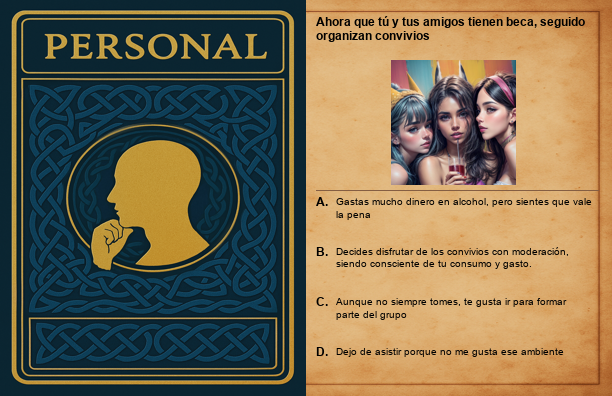 PERSONAL
Ahora que tú y tus amigos tienen beca, seguido
organizan convivios
A. Gastas mucho dinero en alcohol, pero sientes que vale
la pena
B. Decides disfrutar de los convivios con moderación,
siendo consciente de tu consumo y gasto.
C. Aunque no siempre tomes, te gusta ir para formar
parte del grupo
D. Dejo de asistir porque no me gusta ese ambiente